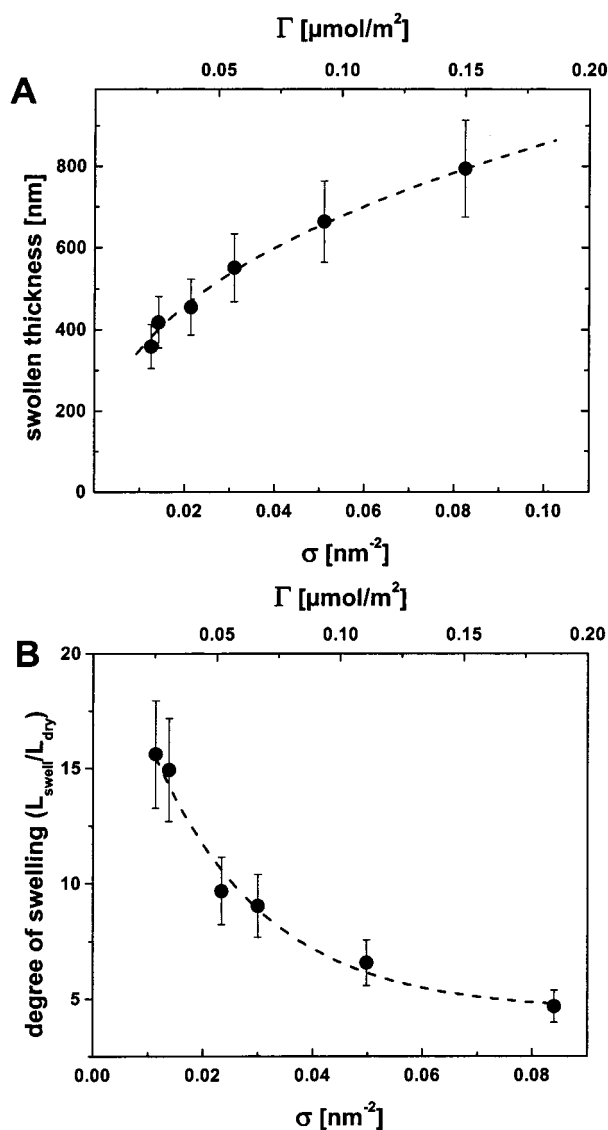 Γ [µmol/m²]
0.05 0.10 0.15 0.20
A
swollen thickness [nm]
800
600
400
200
0
0.02 0.04 0.06 0.08 0.10
σ [nm⁻²]
Γ [µmol/m²]
0.05 0.10 0.15 0.20
B
degree of swelling (L_swell/L_dry)
20
15
10
5
0.00 0.02 0.04 0.06 0.08
σ [nm⁻²]